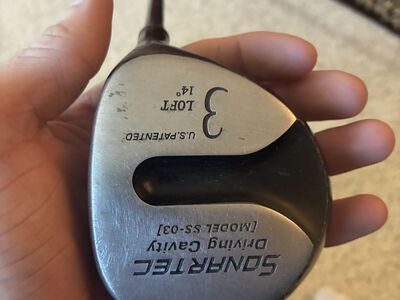 SONARTEC
Driving Cavity
[MODEL SS-03]
U.S.PATENTED
3
LOFT
14°